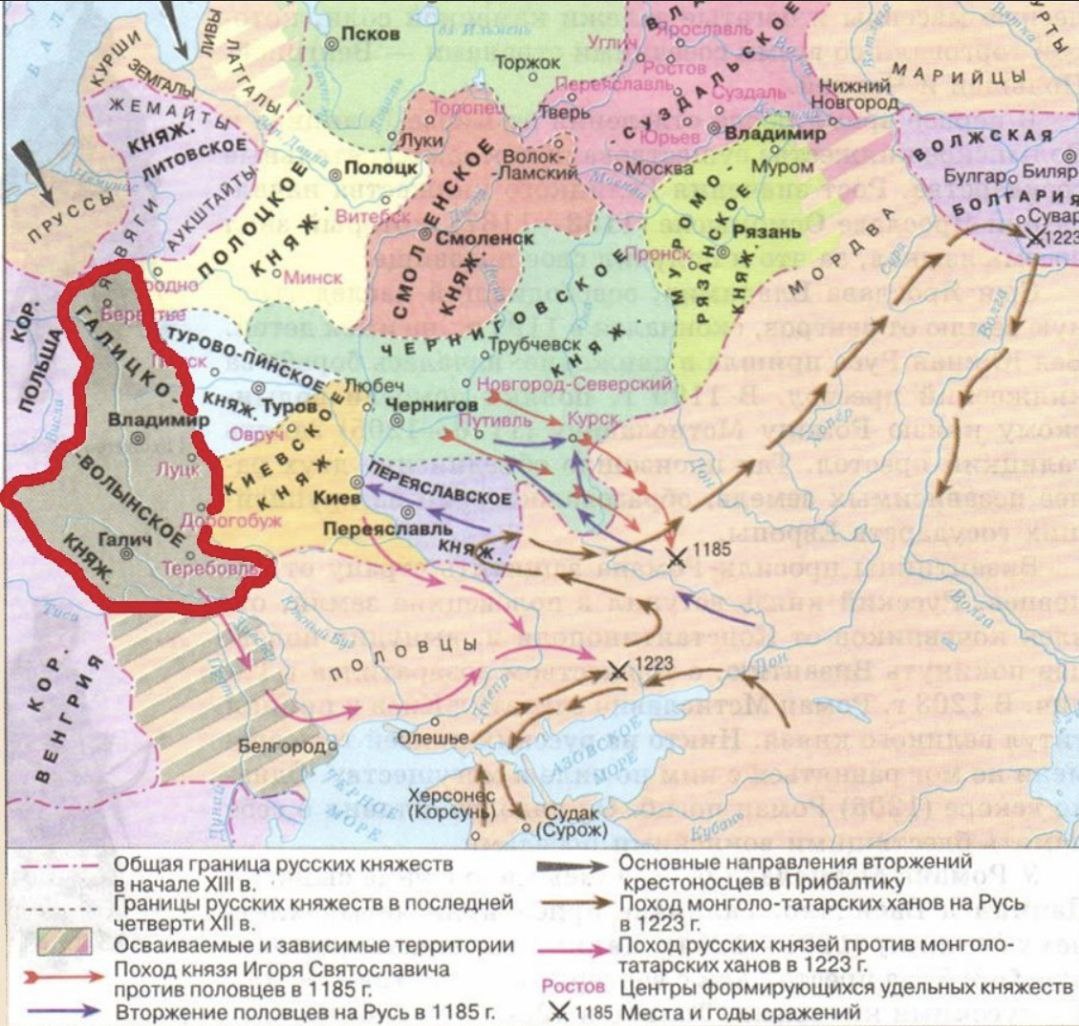 КУРШИ
ЗЕМГАЛЫ
ЛИВЫ
ЛАТГАЛЫ
Псков
Торжок
Углич
Ярославль
Ростов
Переяславль
Суздаль
СУЗДАЛЬСКОЕ
Юрьев
Владимир
Нижний
Новгород
МАРИЙЦЫ
ЖЕМАЙТЫ
КНЯЖ.
ЛИТОВСКОЕ
АУКШТАЙТЫ
ПРУССЫ
Неман
Луки
Торопец
Тверь
Волок-
Ламский
Москва
Муром
ВОЛЖСКАЯ
Булгар
Биляр
БОЛГАРИЯ
Сувар
1223
Полоцк
ПОЛОЦКОЕ
КНЯЖ.
Витебск
Минск
СМОЛЕНСКОЕ
КНЯЖ.
Смоленск
МУРОМО-
РЯЗАНСКОЕ
КНЯЖ.
Рязань
Пронск
МОРДВА
Волга
КОР.
ПОЛЬША
Висла
ГАЛИЦКО-
-ВОЛЫНСКОЕ
КНЯЖ.
Владимир
Луцк
Дорогобуж
Галич
Теребовль
ТУРОВО-ПИНСКОЕ
КНЯЖ.
Туров
Овруч
Любеч
ЧЕРНИГОВСКОЕ
КНЯЖ.
Трубчевск
Новгород-Северский
Чернигов
Путивль
Курск
КИЕВСКОЕ
КНЯЖ.
Киев
ПЕРЕЯСЛАВСКОЕ
КНЯЖ.
Переяславль
Хопёр
1185
ПОЛОВЦЫ
1223
Дон
Волга
Днепр
Тиса
КОР.
ВЕНГРИЯ
Белгород
Олешье
АЗОВСКОЕ
МОРЕ
ЧЕРНОЕ
МОРЕ
Дунай
Херсонес
(Корсунь)
Судак
(Сурож)
Кубань
Общая граница русских княжеств
в начале XIII в.
Границы русских княжеств в последней
четверти XII в.
Осваиваемые и зависимые территории
Поход князя Игоря Святославича
против половцев в 1185 г.
Вторжение половцев на Русь в 1185 г.
Основные направления вторжений
крестоносцев в Прибалтику
Поход монголо-татарских ханов на Русь
в 1223 г.
Поход русских князей против монголо-
татарских ханов в 1223 г.
Ростов Центры формирующихся удельных княжеств
1185 Места и годы сражений